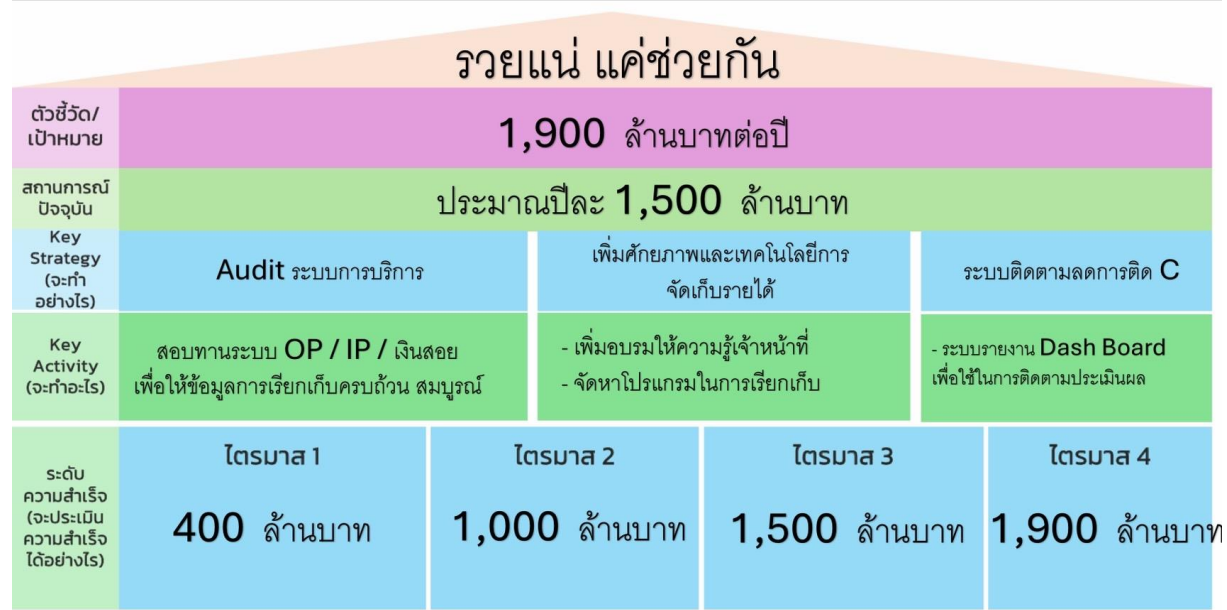 รวยแน่ แค่ช่วยกัน
ตัวชี้วัด/
เป้าหมาย
1,900 ล้านบาทต่อปี
สถานการณ์
ปัจจุบัน
ประมาณปีละ 1,500 ล้านบาท
Key
Strategy
(จะทำ
อย่างไร)
Audit ระบบการบริการ
เพิ่มศักยภาพและเทคโนโลยีการ
จัดเก็บรายได้
ระบบติดตามลดการติด C
Key
Activity
(จะทำอะไร)
สอบทานระบบ OP / IP / เงินสอย
เพื่อให้ข้อมูลการเรียกเก็บครบถ้วน สมบูรณ์
- เพิ่มอบรมให้ความรู้เจ้าหน้าที่
- จัดหาโปรแกรมในการเรียกเก็บ
- ระบบรายงาน Dash Board
เพื่อใช้ในการติดตามประเมินผล
ระดับ
ความสำเร็จ
(จะประเมิน
ความสำเร็จ
ได้อย่างไร)
ไตรมาส 1
400 ล้านบาท
ไตรมาส 2
1,000 ล้านบาท
ไตรมาส 3
1,500 ล้านบาท
ไตรมาส 4
1,900 ล้านบาท